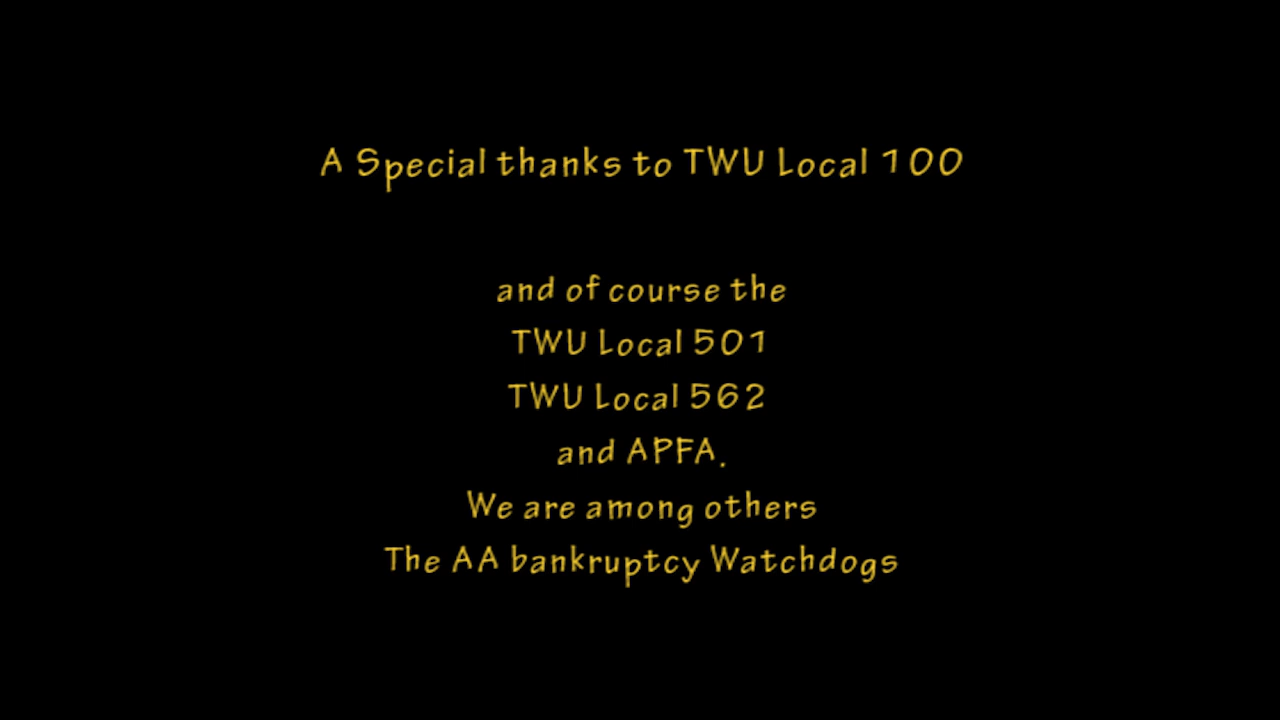 A Special thanks to TWU Local 100
and of course the
TWU Local 501
TWU Local 562
and APFA.
We are among others
The AA bankruptcy Watchdogs